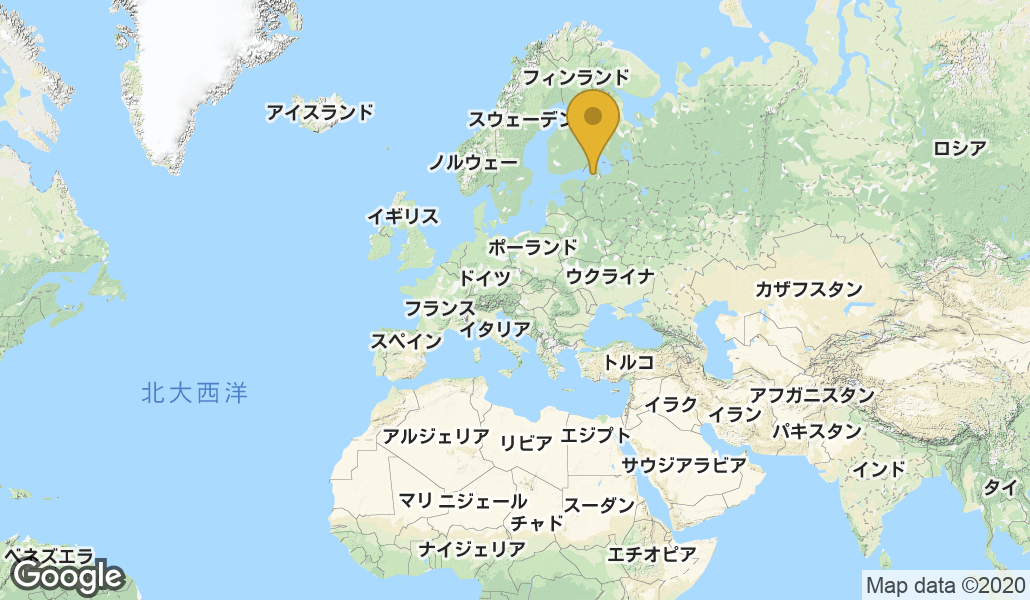 フィンランド
アイスランド
スウェーデン
ロシア
ノルウェー
イギリス
ポーランド
ドイツ
ウクライナ
カザフスタン
フランス
イタリア
スペイン
トルコ
北大西洋
アフガニスタン
イラク
イラン
アルジェリア
リビア
エジプト
パキスタン
サウジアラビア
インド
タイ
マリ
ニジェール
スーダン
チャド
ナイジェリア
エチオピア
ベネズエラ
Google
Map data ©2020